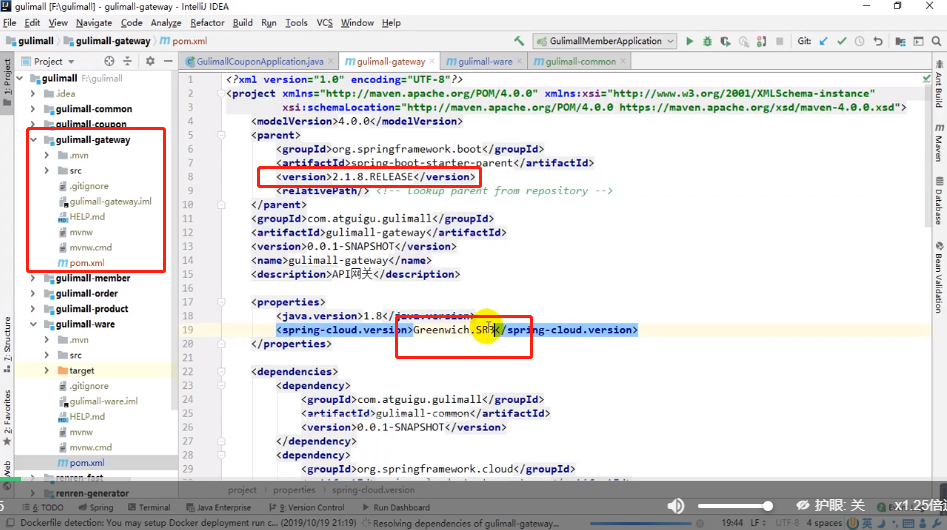 gulimall [F:\gulimall] - gulimall-gateway - IntelliJ IDEA
File Edit View Navigate Code Analyze Refactor Build Run Tools VCS Window Help
gulimall gulimall-gateway pom.xml GulimallMemberApplication Git:
Project GulimallCouponApplication.java gulimall-gateway gulimall-ware gulimall-common
1: Project
gulimall F:\gulimall
.idea
gulimall-common
gulimall-coupon
gulimall-gateway
.mvn
src
.gitignore
gulimall-gateway.iml
HELP.md
mvnw
mvnw.cmd
pom.xml
gulimall-member
gulimall-order
gulimall-product
gulimall-ware
.mvn
src
target
.gitignore
gulimall-ware.iml
HELP.md
mvnw
mvnw.cmd
pom.xml
renren-fast
renren-generator
7: Structure
2: Favorites
Web
1 <?xml version="1.0" encoding="UTF-8"?>
2 <project xmlns="http://maven.apache.org/POM/4.0.0" xmlns:xsi="http://www.w3.org/2001/XMLSchema-instance"
3 xsi:schemaLocation="http://maven.apache.org/POM/4.0.0 https://maven.apache.org/xsd/maven-4.0.0.xsd">
4 <modelVersion>4.0.0</modelVersion>
5 <parent>
6 <groupId>org.springframework.boot</groupId>
7 <artifactId>spring-boot-starter-parent</artifactId>
8 <version>2.1.8.RELEASE</version>
9 <relativePath/> <!-- lookup parent from repository -->
10 </parent>
11 <groupId>com.atguigu.gulimall</groupId>
12 <artifactId>gulimall-gateway</artifactId>
13 <version>0.0.1-SNAPSHOT</version>
14 <name>gulimall-gateway</name>
15 <description>API网关</description>
16
17 <properties>
18 <java.version>1.8</java.version>
19 <spring-cloud.version>Greenwich.SR3</spring-cloud.version>
20 </properties>
21
22 <dependencies>
23 <dependency>
24 <groupId>com.atguigu.gulimall</groupId>
25 <artifactId>gulimall-common</artifactId>
26 <version>0.0.1-SNAPSHOT</version>
27 </dependency>
28 <dependency>
29 <groupId>org.springframework.cloud</groupId>
Ant Build
Maven
Database
Bean Validation
project properties spring-cloud.version
6: TODO Spring Terminal Java Enterprise 9: Version Control Run Dashboard
护眼: 关 x1.25倍
Dockerfile detection: You may setup Docker deployment run c... (2019/10/19 21:19) Resolving dependencies of gulimall-gateway... 19:44 LF UTF-8 4 spaces 英